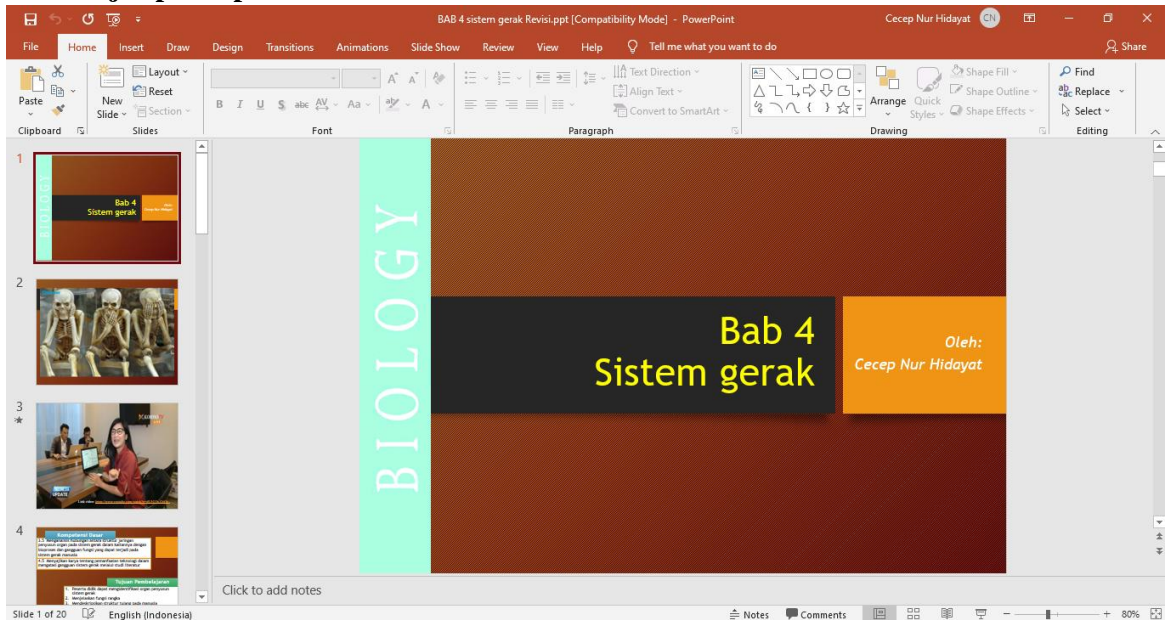 BAB 4 sistem gerak Revisi.ppt [Compatibility Mode] - PowerPoint
Cecep Nur Hidayat
CN
File Home Insert Draw Design Transitions Animations Slide Show Review View Help Tell me what you want to do Share
Paste
Clipboard
New
Slide
Layout
Reset
Section
Slides
B I U S abc AV Aa A
Font
Text Direction
Align Text
Convert to SmartArt
Paragraph
Arrange
Quick
Styles
Shape Fill
Shape Outline
Shape Effects
Drawing
Find
Replace
Select
Editing
1
BIOLOGY
Bab 4
Sistem gerak
2
3
4
Kompetensi Dasar
Tujuan Pembelajaran
BIOLOGY
Bab 4
Sistem gerak
Oleh:
Cecep Nur Hidayat
Click to add notes
Slide 1 of 20
English (Indonesia)
Notes
Comments
80%